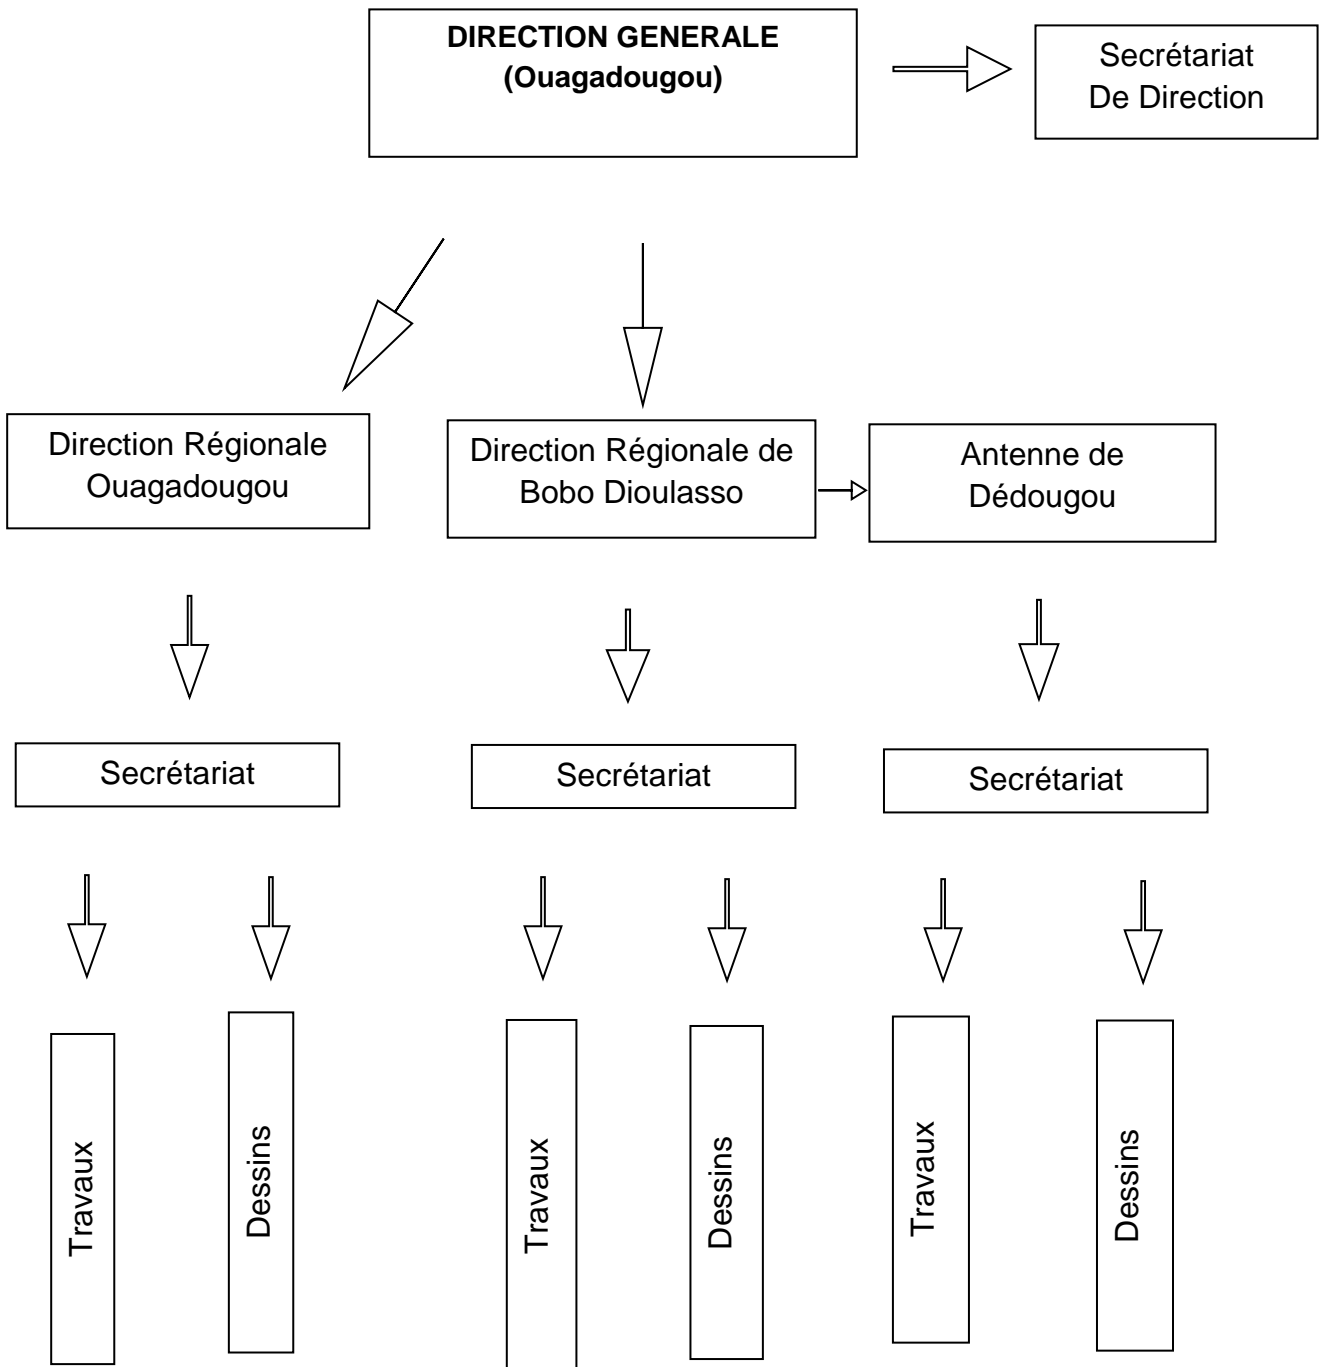 DIRECTION GENERALE
(Ouagadougou)
Secrétariat
De Direction
Direction Régionale
Ouagadougou
Direction Régionale de
Bobo Dioulasso
Antenne de
Dédougou
Secrétariat
Secrétariat
Secrétariat
Travaux
Dessins
Travaux
Dessins
Travaux
Dessins